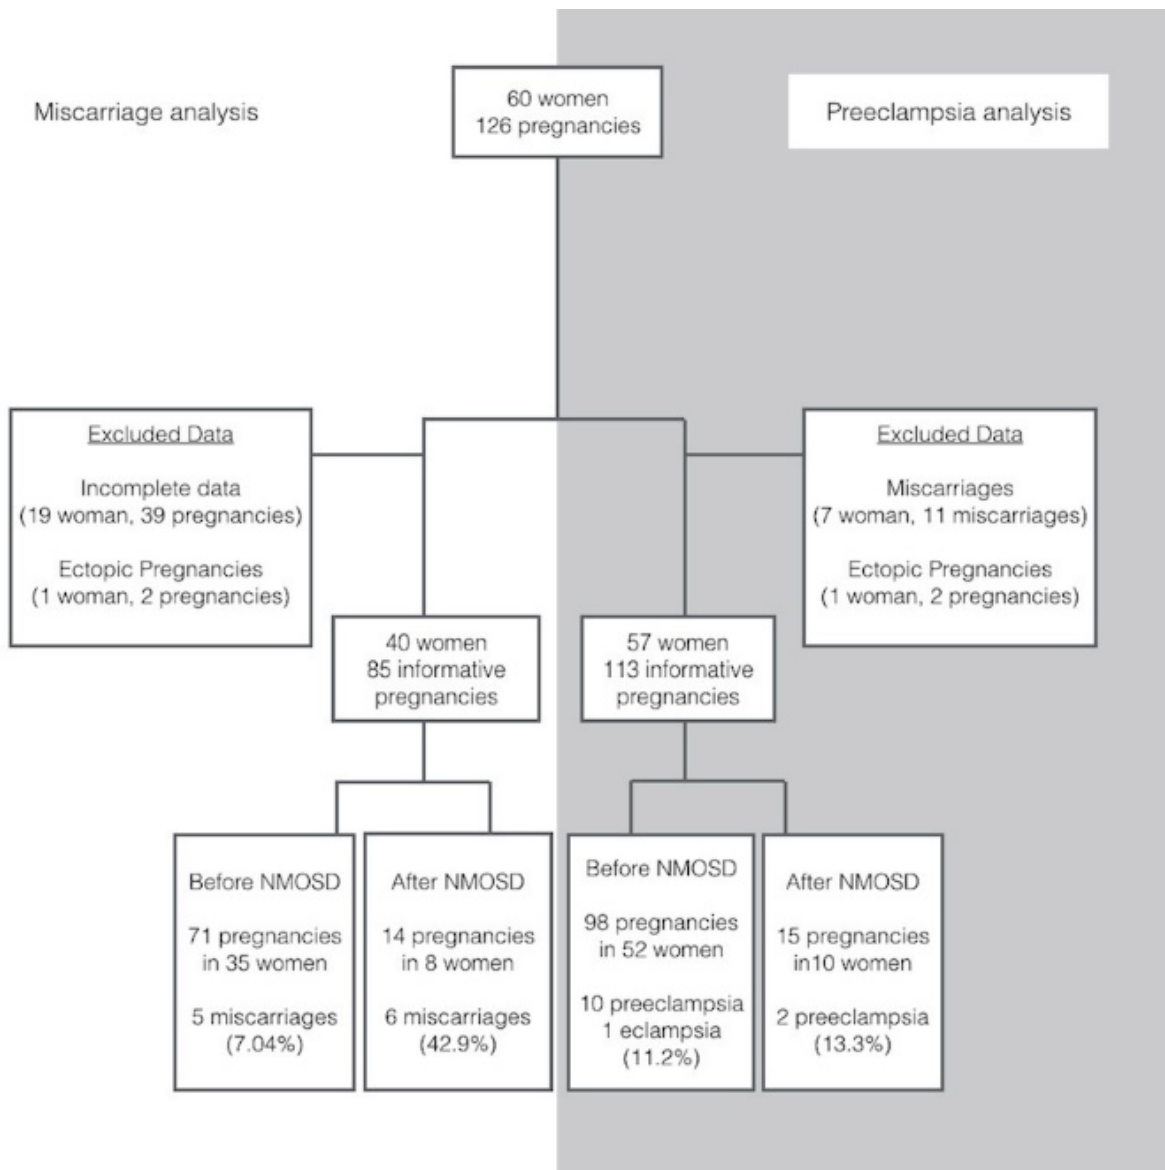 Miscarriage analysis
60 women
126 pregnancies
Preeclampsia analysis
Excluded Data
Incomplete data
(19 woman, 39 pregnancies)
Ectopic Pregnancies
(1 woman, 2 pregnancies)
Excluded Data
Miscarriages
(7 woman, 11 miscarriages)
Ectopic Pregnancies
(1 woman, 2 pregnancies)
40 women
85 informative
pregnancies
57 women
113 informative
pregnancies
Before NMOSD
71 pregnancies
in 35 women
5 miscarriages
(7.04%)
After NMOSD
14 pregnancies
in 8 women
6 miscarriages
(42.9%)
Before NMOSD
98 pregnancies
in 52 women
10 preeclampsia
1 eclampsia
(11.2%)
After NMOSD
15 pregnancies
in10 women
2 preeclampsia
(13.3%)